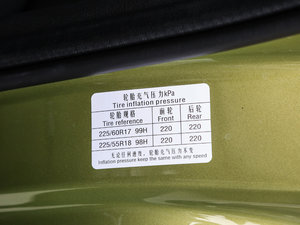 轮胎充气压力kPa
Tire inflation pressure
轮胎规格 前轮 后轮
Tire reference Front Rear
225/60R17 99H 220 220
225/55R18 98H 220 220
无论任何速度，轮胎充气压力不变
Inflation pressure keep the same with any speed